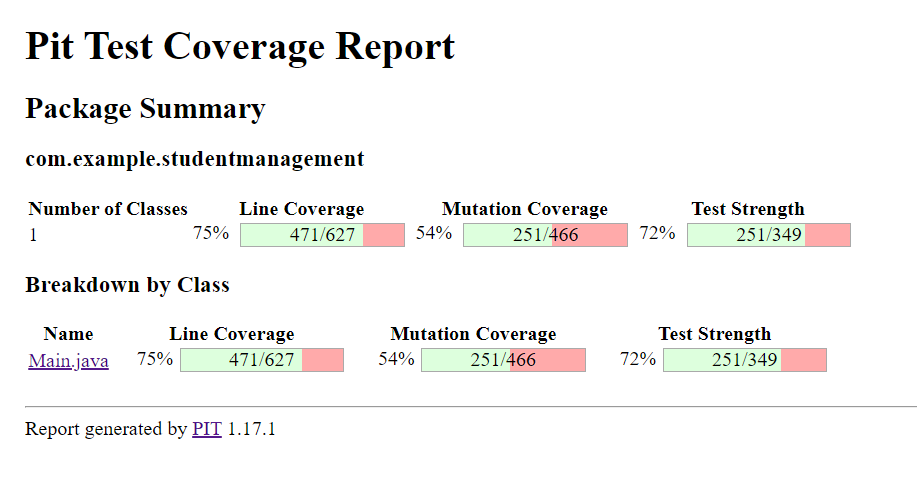 Pit Test Coverage Report
Package Summary
com.example.studentmanagement
Number of Classes Line Coverage Mutation Coverage Test Strength
1 75% 471/627 54% 251/466 72% 251/349
Breakdown by Class
Name Line Coverage Mutation Coverage Test Strength
Main.java 75% 471/627 54% 251/466 72% 251/349
Report generated by PIT 1.17.1